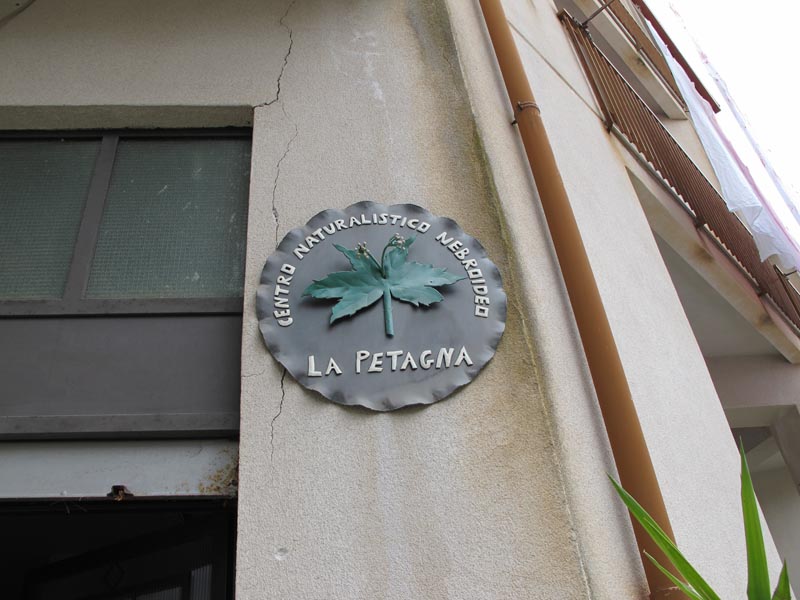 CENTRO NATURALISTICO NEBROIDEO
LA PETAGNA